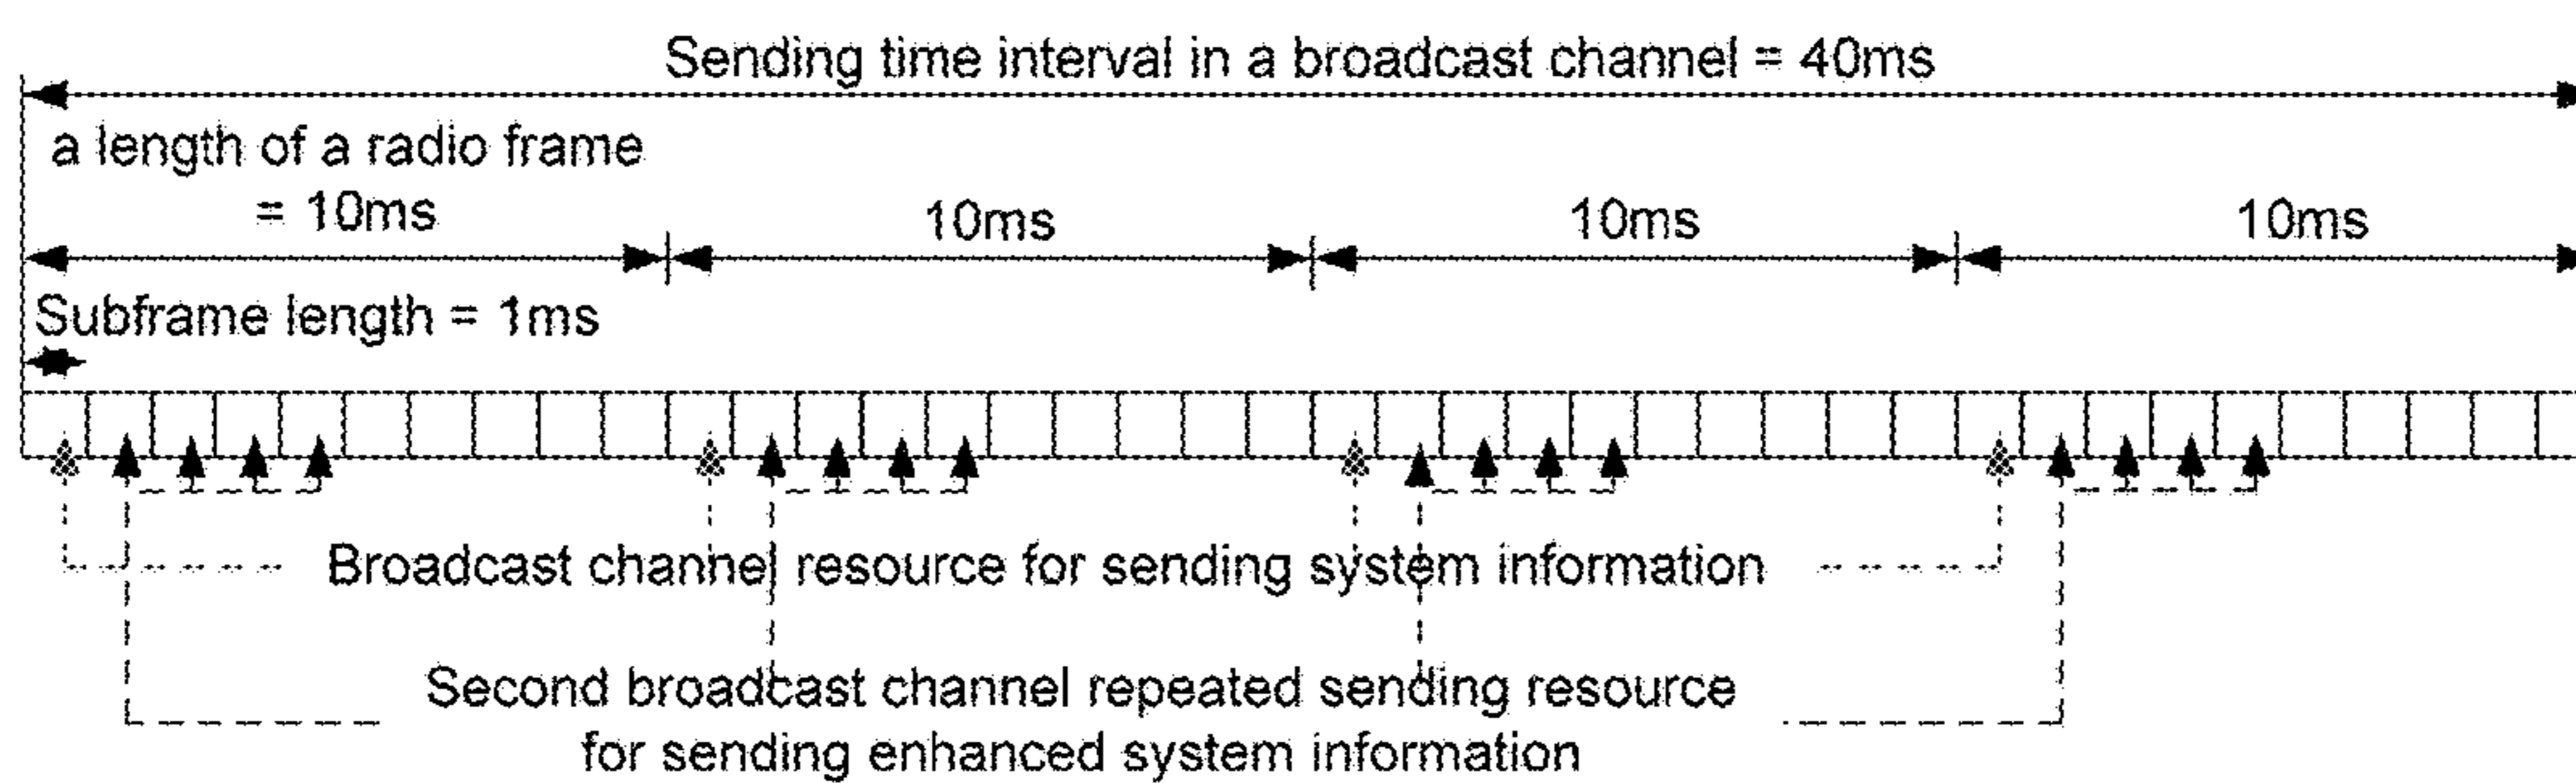 Sending time interval in a broadcast channel = 40ms
a length of a radio frame
= 10ms
10ms
10ms
10ms
Subframe length = 1ms
Broadcast channel resource for sending system information
Second broadcast channel repeated sending resource
for sending enhanced system information